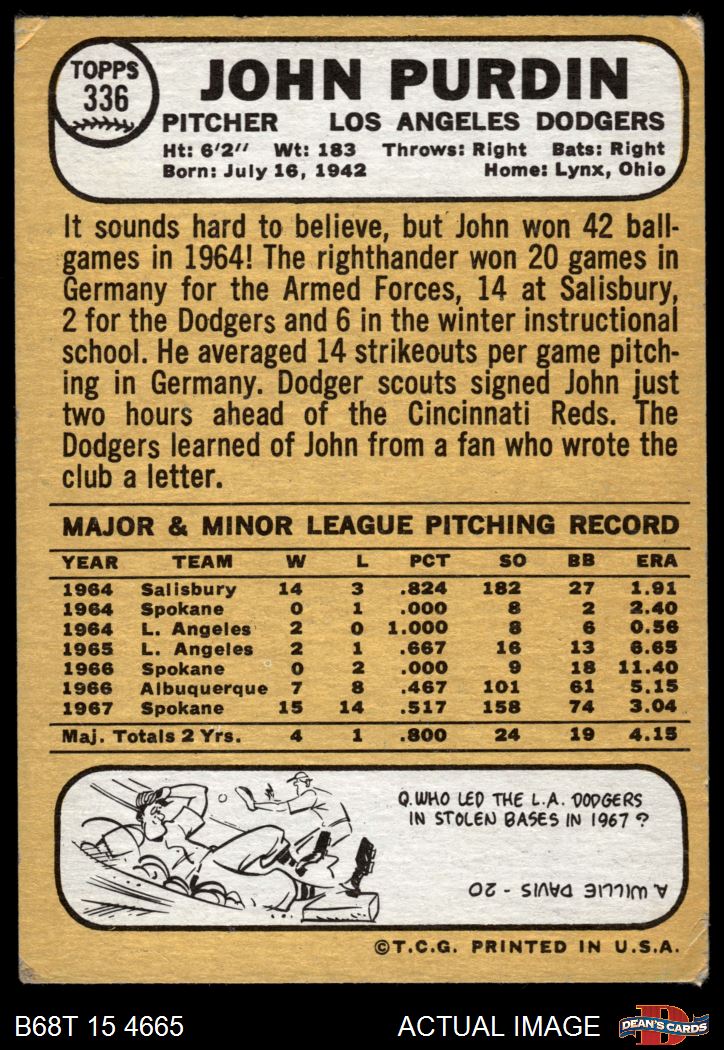 TOPPS
336
JOHN PURDIN
PITCHER LOS ANGELES DODGERS
Ht: 6'2" Wt: 183 Throws: Right Bats: Right
Born: July 16, 1942 Home: Lynx, Ohio
It sounds hard to believe, but John won 42 ball-
games in 1964! The righthander won 20 games in
Germany for the Armed Forces, 14 at Salisbury,
2 for the Dodgers and 6 in the winter instructional
school. He averaged 14 strikeouts per game pitch-
ing in Germany. Dodger scouts signed John just
two hours ahead of the Cincinnati Reds. The
Dodgers learned of John from a fan who wrote the
club a letter.
MAJOR & MINOR LEAGUE PITCHING RECORD
YEAR TEAM W L PCT SO BB ERA
1964 Salisbury 14 3 .824 182 27 1.91
1964 Spokane 0 1 .000 8 2 2.40
1964 L. Angeles 2 0 1.000 8 6 0.56
1965 L. Angeles 2 1 .667 16 13 6.65
1966 Spokane 0 2 .000 9 18 11.40
1966 Albuquerque 7 8 .467 101 61 5.15
1967 Spokane 15 14 .517 158 74 3.04
Maj. Totals 2 Yrs. 4 1 .800 24 19 4.15
Q. WHO LED THE L.A. DODGERS
IN STOLEN BASES IN 1967?
A WILLIE DAVIS - 20
©T.C.G. PRINTED IN U.S.A.
B68T 15 4665 ACTUAL IMAGE
D
DEAN'S CARDS